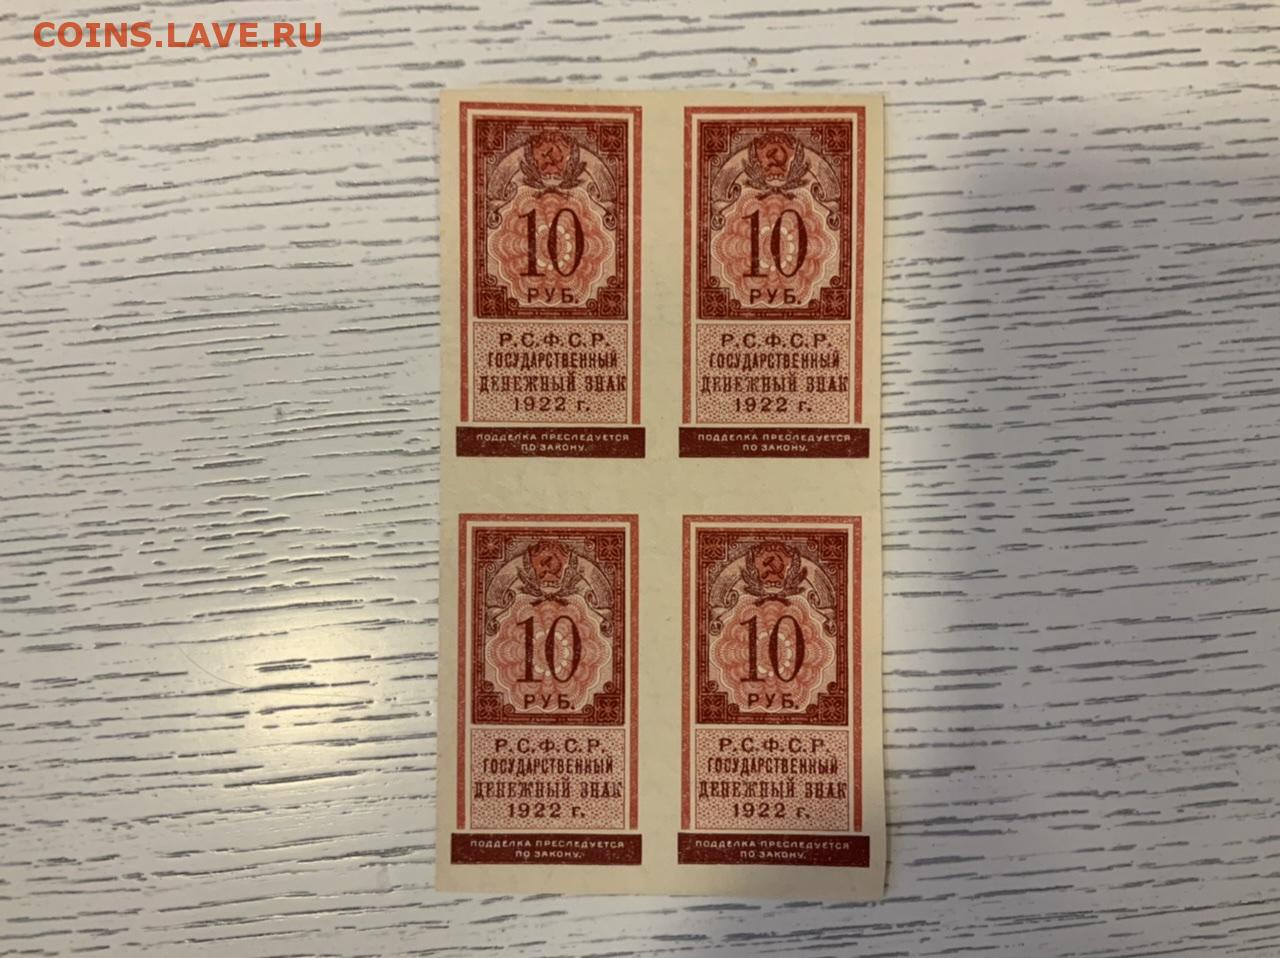 COINS.LAVE.RU
10
РУБ.
Р.С.Ф.С.Р.
ГОСУДАРСТВЕННЫЙ
ДЕНЕЖНЫЙ ЗНАК
1922 г.
ПОДДЕЛКА ПРЕСЛЕДУЕТСЯ
ПО ЗАКОНУ.
10
РУБ.
Р.С.Ф.С.Р.
ГОСУДАРСТВЕННЫЙ
ДЕНЕЖНЫЙ ЗНАК
1922 г.
ПОДДЕЛКА ПРЕСЛЕДУЕТСЯ
ПО ЗАКОНУ.
10
РУБ.
Р.С.Ф.С.Р.
ГОСУДАРСТВЕННЫЙ
ДЕНЕЖНЫЙ ЗНАК
1922 г.
ПОДДЕЛКА ПРЕСЛЕДУЕТСЯ
ПО ЗАКОНУ.
10
РУБ.
Р.С.Ф.С.Р.
ГОСУДАРСТВЕННЫЙ
ДЕНЕЖНЫЙ ЗНАК
1922 г.
ПОДДЕЛКА ПРЕСЛЕДУЕТСЯ
ПО ЗАКОНУ.